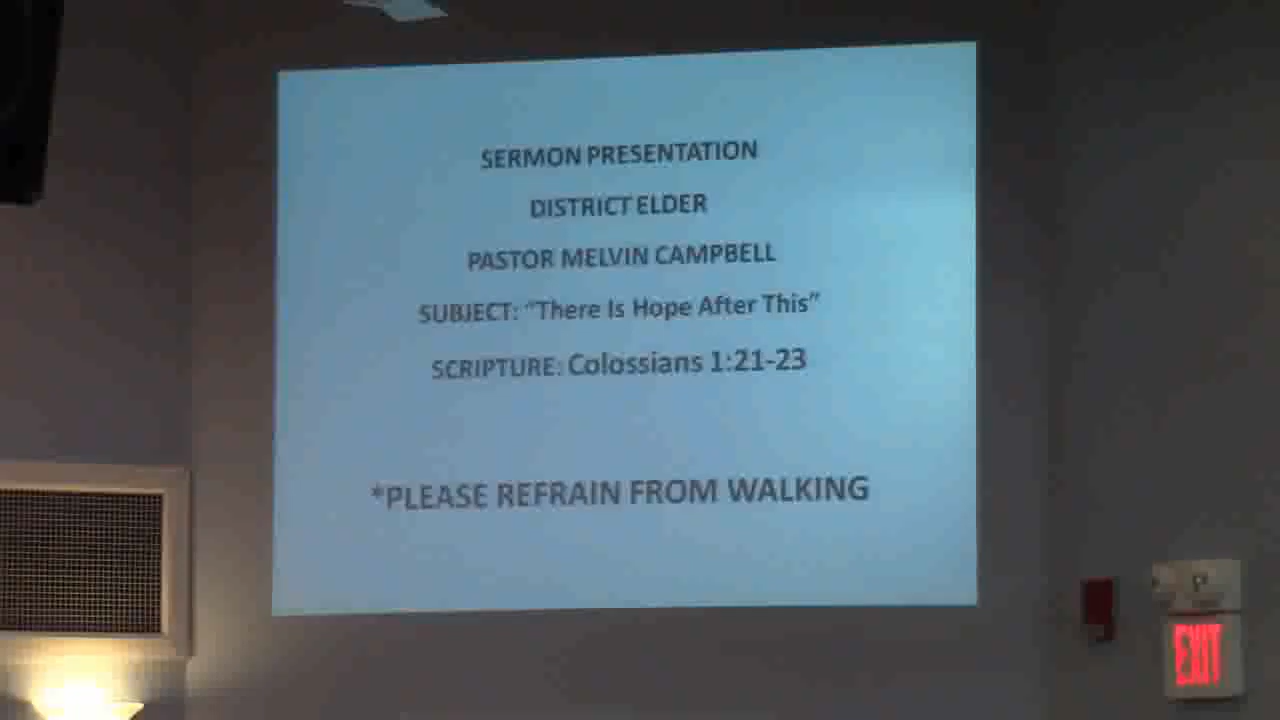 SERMON PRESENTATION
DISTRICT ELDER
PASTOR MELVIN CAMPBELL
SUBJECT: “There Is Hope After This”
SCRIPTURE: Colossians 1:21-23
*PLEASE REFRAIN FROM WALKING
EXIT